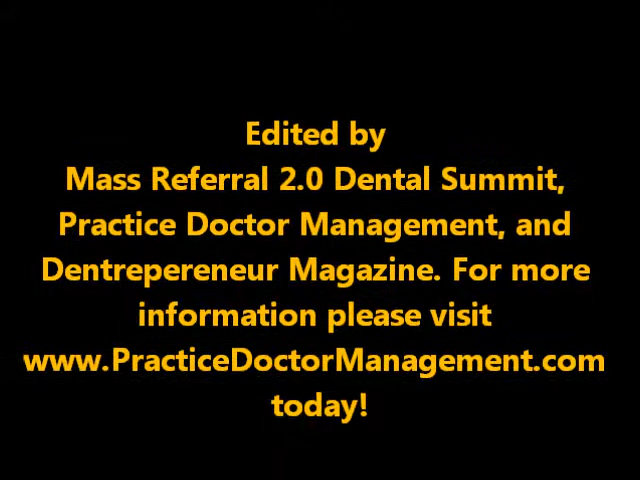 Edited by
Mass Referral 2.0 Dental Summit,
Practice Doctor Management, and
Dentrepereneur Magazine. For more
information please visit
www.PracticeDoctorManagement.com
today!